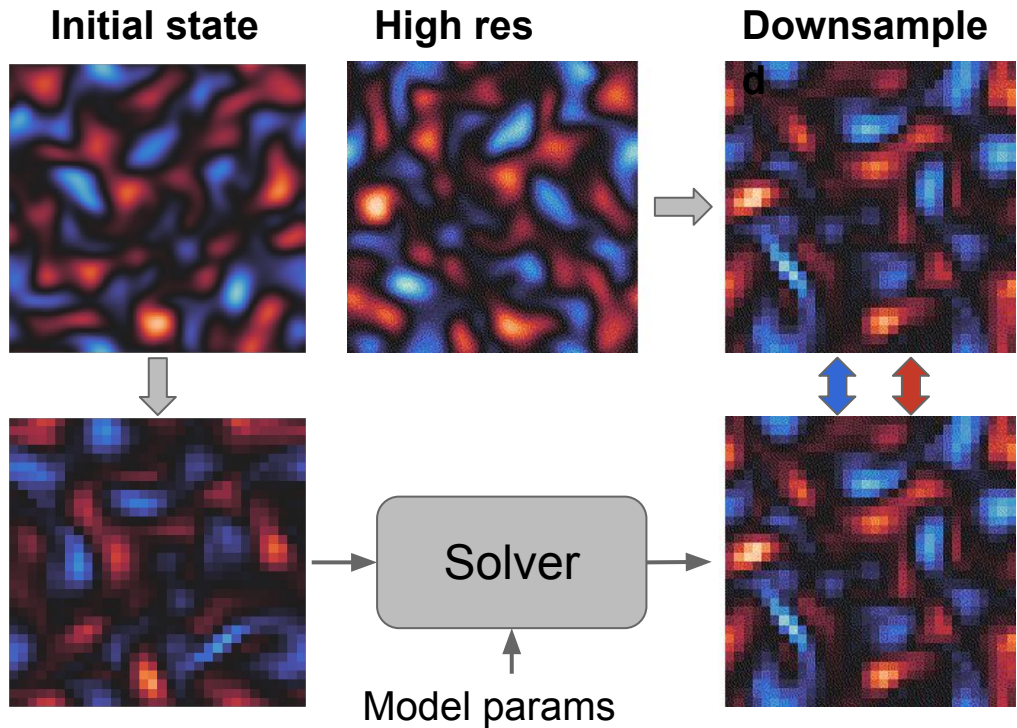 Initial state
High res
Downsample
d
Solver
Model params